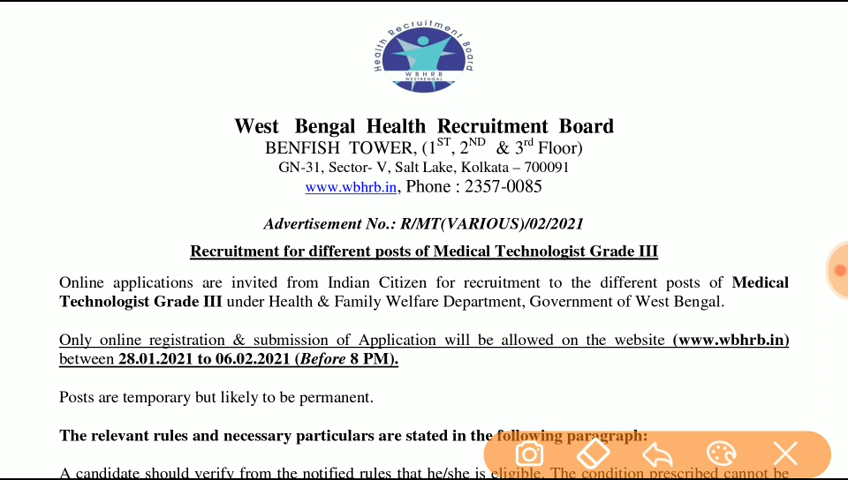 Health Recruitment Board
WBHRB
WESTBENGAL
West Bengal Health Recruitment Board
BENFISH TOWER, (1ST, 2ND & 3rd Floor)
GN-31, Sector- V, Salt Lake, Kolkata – 700091
www.wbhrb.in, Phone : 2357-0085
Advertisement No.: R/MT(VARIOUS)/02/2021
Recruitment for different posts of Medical Technologist Grade III
Online applications are invited from Indian Citizen for recruitment to the different posts of Medical
Technologist Grade III under Health & Family Welfare Department, Government of West Bengal.
Only online registration & submission of Application will be allowed on the website (www.wbhrb.in)
between 28.01.2021 to 06.02.2021 (Before 8 PM).
Posts are temporary but likely to be permanent.
The relevant rules and necessary particulars are stated in the following paragraph:
A candidate should verify from the notified rules that he/she is eligible. The condition prescribed cannot be